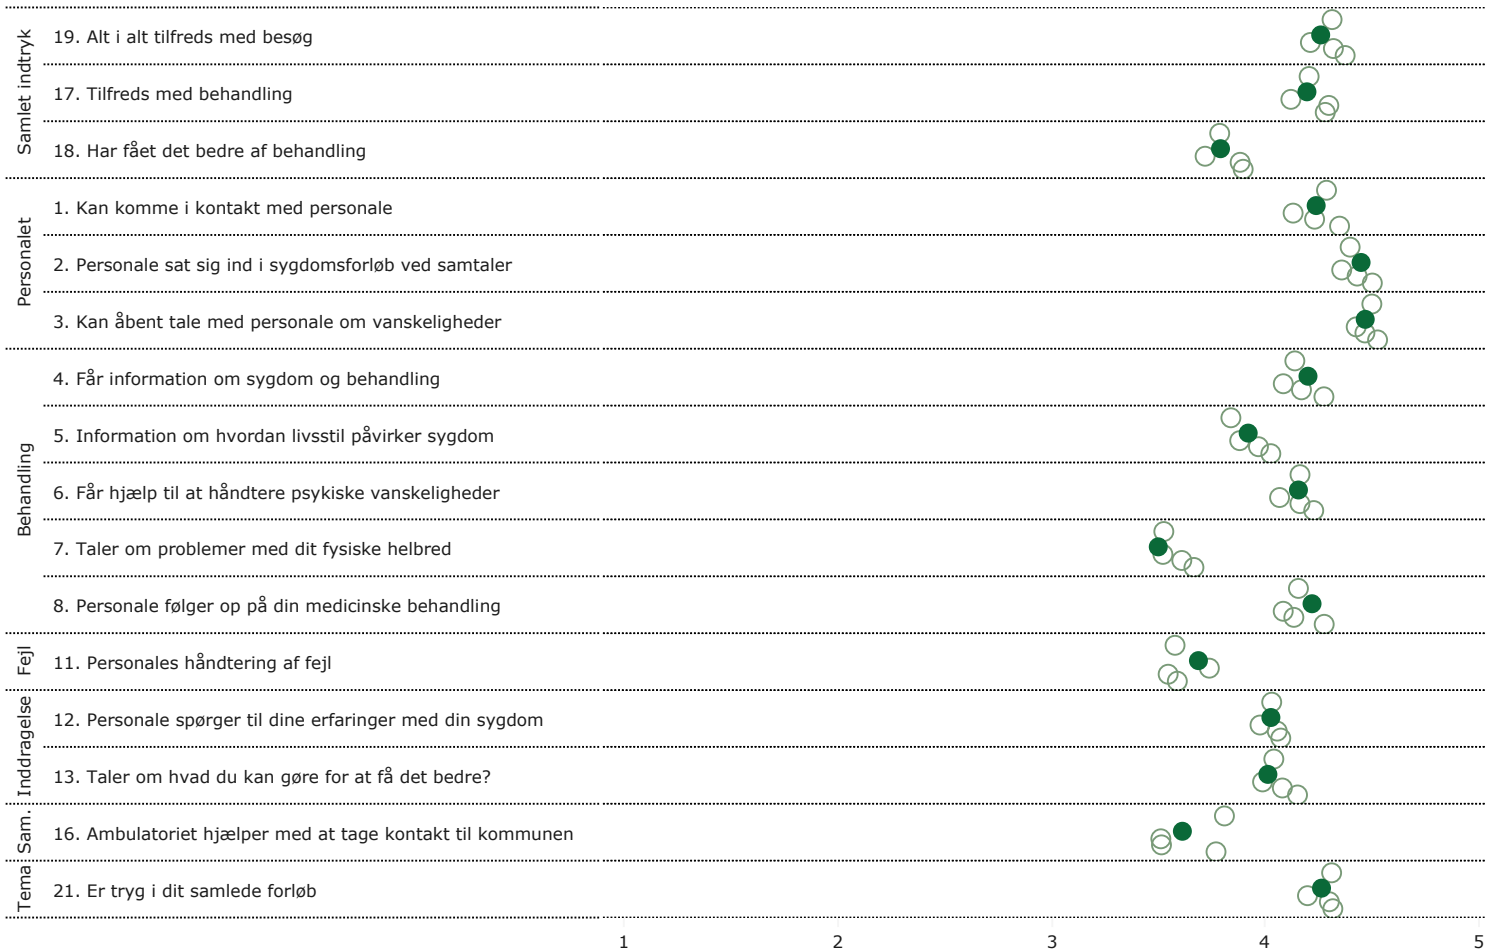 Samlet indtryk
19. Alt i alt tilfreds med besøg
17. Tilfreds med behandling
18. Har fået det bedre af behandling
Personalet
1. Kan komme i kontakt med personale
2. Personale sat sig ind i sygdomsforløb ved samtaler
3. Kan åbent tale med personale om vanskeligheder
Behandling
4. Får information om sygdom og behandling
5. Information om hvordan livsstil påvirker sygdom
6. Får hjælp til at håndtere psykiske vanskeligheder
7. Taler om problemer med dit fysiske helbred
8. Personale følger op på din medicinske behandling
Fejl
11. Personales håndtering af fejl
Inddragelse
12. Personale spørger til dine erfaringer med din sygdom
13. Taler om hvad du kan gøre for at få det bedre?
Sam.
16. Ambulatoriet hjælper med at tage kontakt til kommunen
Tema
21. Er tryg i dit samlede forløb
1 2 3 4 5